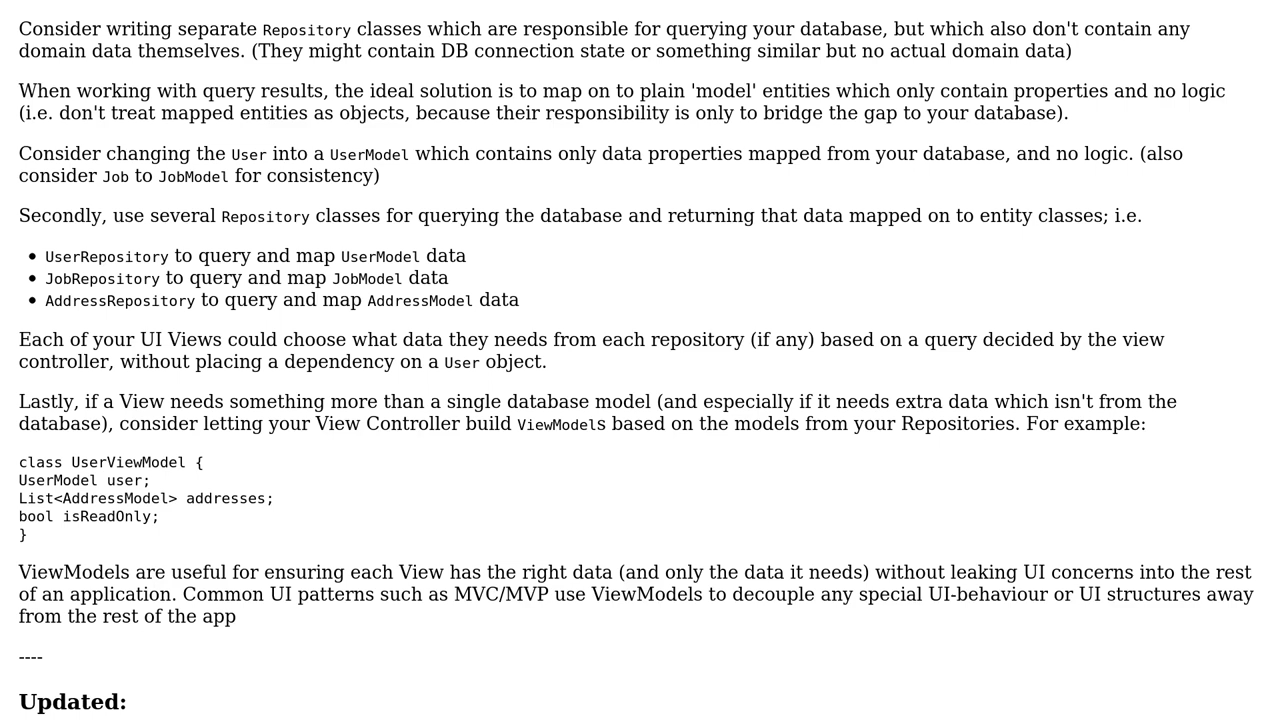 Consider writing separate Repository classes which are responsible for querying your database, but which also don't contain any
domain data themselves. (They might contain DB connection state or something similar but no actual domain data)
When working with query results, the ideal solution is to map on to plain 'model' entities which only contain properties and no logic
(i.e. don't treat mapped entities as objects, because their responsibility is only to bridge the gap to your database).
Consider changing the User into a UserModel which contains only data properties mapped from your database, and no logic. (also
consider Job to JobModel for consistency)
Secondly, use several Repository classes for querying the database and returning that data mapped on to entity classes; i.e.
• UserRepository to query and map UserModel data
• JobRepository to query and map JobModel data
• AddressRepository to query and map AddressModel data
Each of your UI Views could choose what data they needs from each repository (if any) based on a query decided by the view
controller, without placing a dependency on a User object.
Lastly, if a View needs something more than a single database model (and especially if it needs extra data which isn't from the
database), consider letting your View Controller build ViewModels based on the models from your Repositories. For example:
class UserViewModel {
UserModel user;
List<AddressModel> addresses;
bool isReadOnly;
}
ViewModels are useful for ensuring each View has the right data (and only the data it needs) without leaking UI concerns into the rest
of an application. Common UI patterns such as MVC/MVP use ViewModels to decouple any special UI-behaviour or UI structures away
from the rest of the app
----
Updated: